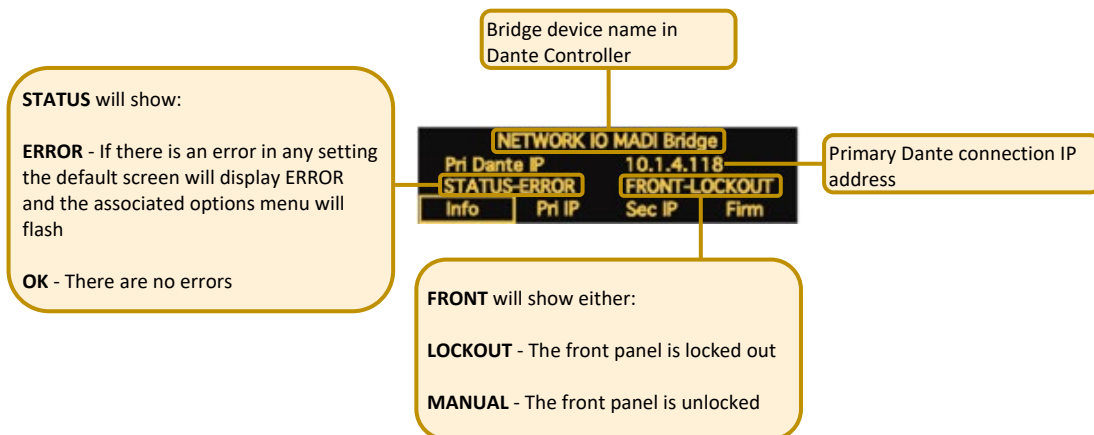 Bridge device name in
Dante Controller
STATUS will show:
ERROR - If there is an error in any setting
the default screen will display ERROR
and the associated options menu will
flash
OK - There are no errors
NETWORK IO MADI Bridge
Pri Dante IP 10.1.4.118
STATUS-ERROR FRONT-LOCKOUT
Info Pri IP Sec IP Firm
Primary Dante connection IP
address
FRONT will show either:
LOCKOUT - The front panel is locked out
MANUAL - The front panel is unlocked